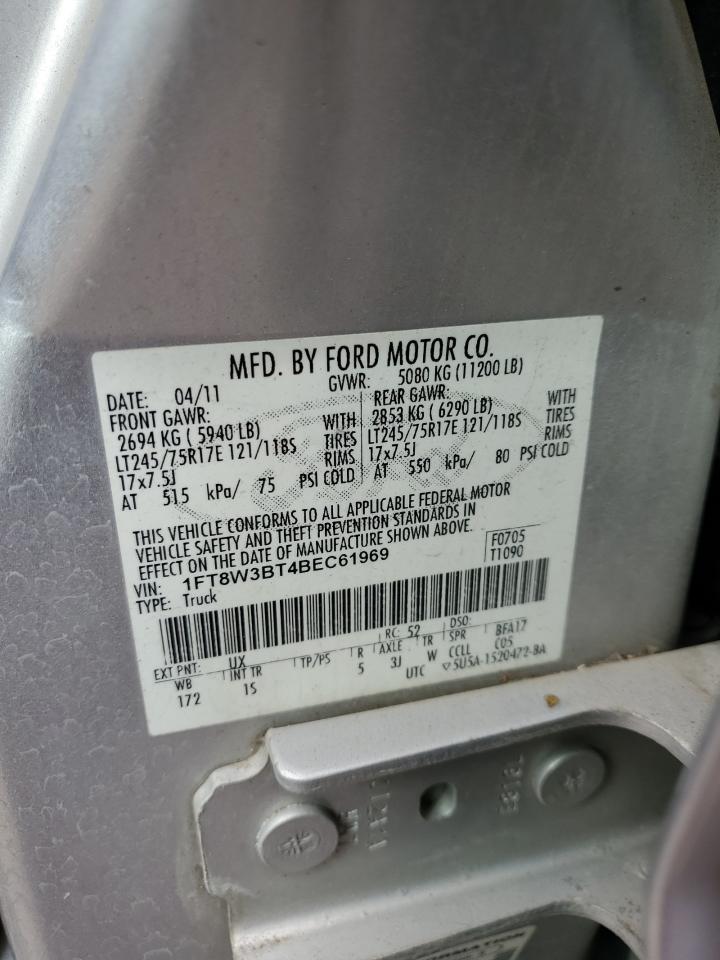 MFD. BY FORD MOTOR CO.
DATE: 04/11 GVWR: 5080 KG (11200 LB)
FRONT GAWR: REAR GAWR:
2694 KG ( 5940 LB) WITH 2853 KG ( 6290 LB) WITH
LT245/75R17E 121/118S TIRES LT245/75R17E 121/118S TIRES
17x7.5J RIMS 17x7.5J RIMS
AT 515 kPa/ 75 PSI COLD AT 550 kPa/ 80 PSI COLD
THIS VEHICLE CONFORMS TO ALL APPLICABLE FEDERAL MOTOR
VEHICLE SAFETY AND THEFT PREVENTION STANDARDS IN
EFFECT ON THE DATE OF MANUFACTURE SHOWN ABOVE.
VIN: 1FT8W3BT4BEC61969 F0705
TYPE: Truck T1090
EXT PNT: UX RC: 52 DSO:
WB INT TR TP/PS R AXLE TR SPR BFA17
172 1S 5 3J W CCLL C05
UTC ▽5U5A-1520472-BA